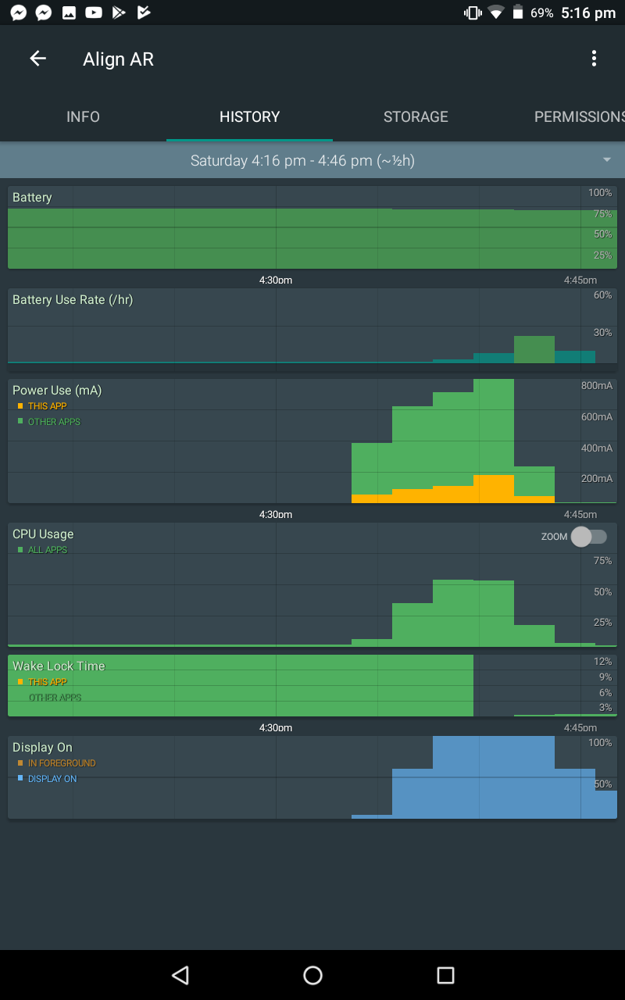 69% 5:16 pm
Align AR
INFO HISTORY STORAGE PERMISSIONS
Saturday 4:16 pm - 4:46 pm (~½h)
Battery
100%
75%
50%
25%
4:30pm 4:45pm
Battery Use Rate (/hr)
60%
30%
Power Use (mA)
THIS APP
OTHER APPS
800mA
600mA
400mA
200mA
4:30pm 4:45pm
CPU Usage
ALL APPS
ZOOM
75%
50%
25%
Wake Lock Time
THIS APP
OTHER APPS
12%
9%
6%
3%
4:30pm 4:45pm
Display On
IN FOREGROUND
DISPLAY ON
100%
50%